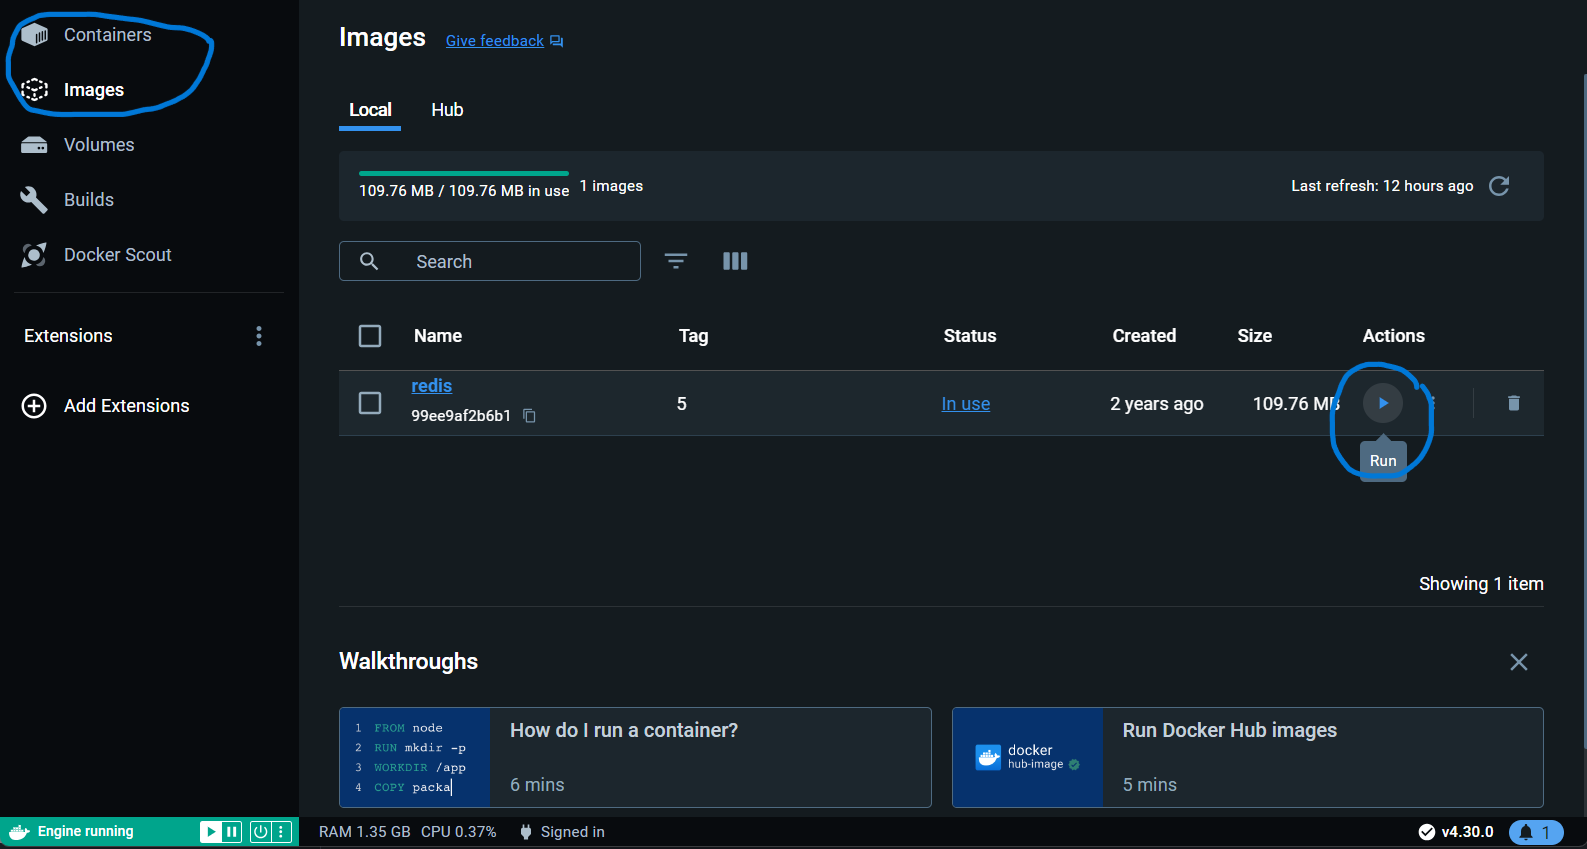 Containers
Images
Volumes
Builds
Docker Scout
Extensions
Add Extensions
Images Give feedback
Local Hub
109.76 MB / 109.76 MB in use 1 images
Last refresh: 12 hours ago
Search
Name Tag Status Created Size Actions
redis
99ee9af2b6b1
5 In use 2 years ago 109.76 MB
Run
Showing 1 item
Walkthroughs
1 FROM node
2 RUN mkdir -p
3 WORKDIR /app
4 COPY packa
How do I run a container?
6 mins
docker
hub-image
Run Docker Hub images
5 mins
Engine running
RAM 1.35 GB CPU 0.37% Signed in
v4.30.0 1